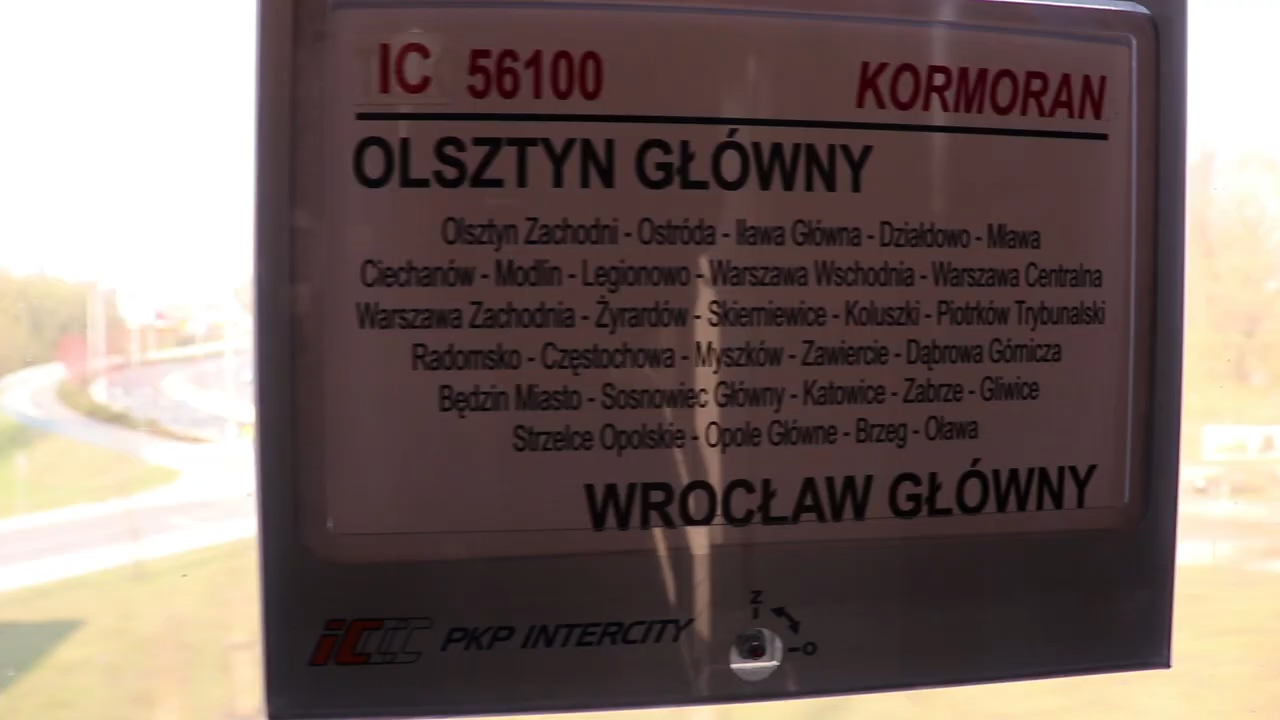 IC 56100 KORMORAN
OLSZTYN GŁÓWNY
Olsztyn Zachodni - Ostróda - Iława Główna - Działdowo - Mława
Ciechanów - Modlin - Legionowo - Warszawa Wschodnia - Warszawa Centralna
Warszawa Zachodnia - Żyrardów - Skierniewice - Koluszki - Piotrków Trybunalski
Radomsko - Częstochowa - Myszków - Zawiercie - Dąbrowa Górnicza
Będzin Miasto - Sosnowiec Główny - Katowice - Zabrze - Gliwice
Strzelce Opolskie - Opole Główne - Brzeg - Oława
WROCŁAW GŁÓWNY
Z
O
IC PKP INTERCITY